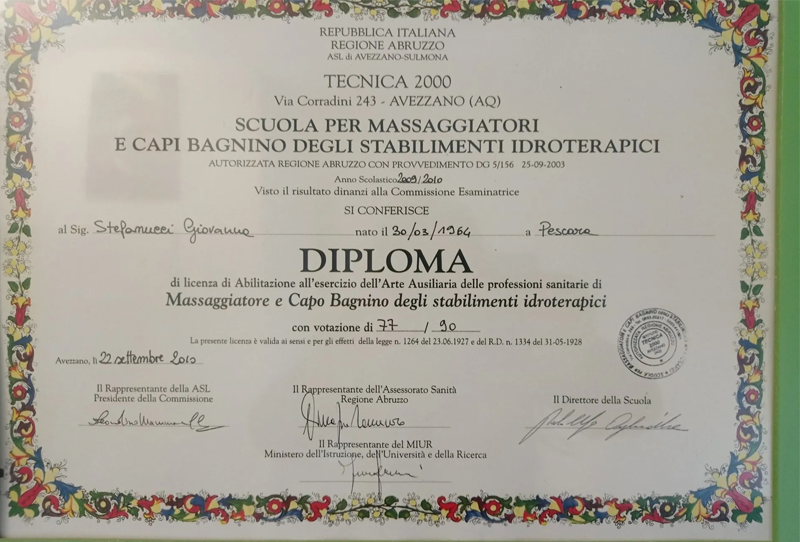 REPUBBLICA ITALIANA
REGIONE ABRUZZO
ASL di AVEZZANO-SULMONA
TECNICA 2000
Via Corradini 243 - AVEZZANO (AQ)
SCUOLA PER MASSAGGIATORI
E CAPI BAGNINO DEGLI STABILIMENTI IDROTERAPICI
AUTORIZZATA REGIONE ABRUZZO CON PROVVEDIMENTO DG 5/156 25-09-2003
Anno Scolastico 2009/2010
Visto il risultato dinanzi alla Commissione Esaminatrice
SI CONFERISCE
al Sig. Stefanucci Giovanna nato il 30/03/1964 a Pescara
DIPLOMA
di licenza di Abilitazione all'esercizio dell'Arte Ausiliaria delle professioni sanitarie di
Massaggiatore e Capo Bagnino degli stabilimenti idroterapici
con votazione di 77 / 90
La presente licenza è valida ai sensi e per gli effetti della legge n. 1264 del 23.06.1927 e del R.D. n. 1334 del 31-05-1928
Avezzano, li 22 settembre 2010
Il Rappresentante della ASL
Presidente della Commissione
Il Rappresentante dell'Assessorato Sanità
Regione Abruzzo
Il Direttore della Scuola
Il Rappresentante del MIUR
Ministero dell'Istruzione, dell'Università e della Ricerca
TECNICA
2000